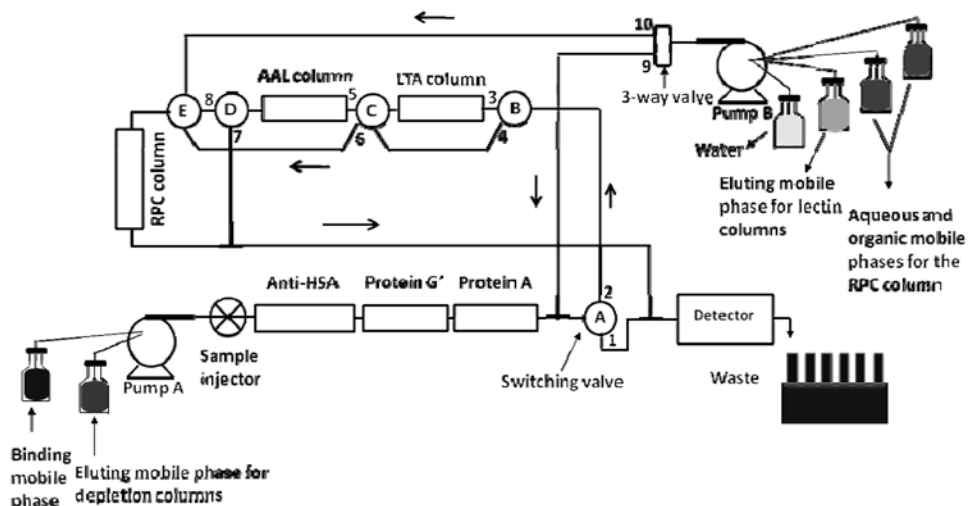 10
9
3-way valve
Pump B
Water
Eluting mobile
phase for lectin
columns
Aqueous and
organic mobile
phases for the
RPC column
AAL column
LTA column
E
8
D
5
C
3
B
7
6
4
RPC column
Anti-HSA
Protein G'
Protein A
2
A
1
Detector
Sample
injector
Switching valve
Waste
Pump A
Binding
mobile
phase
Eluting mobile phase for
depletion columns